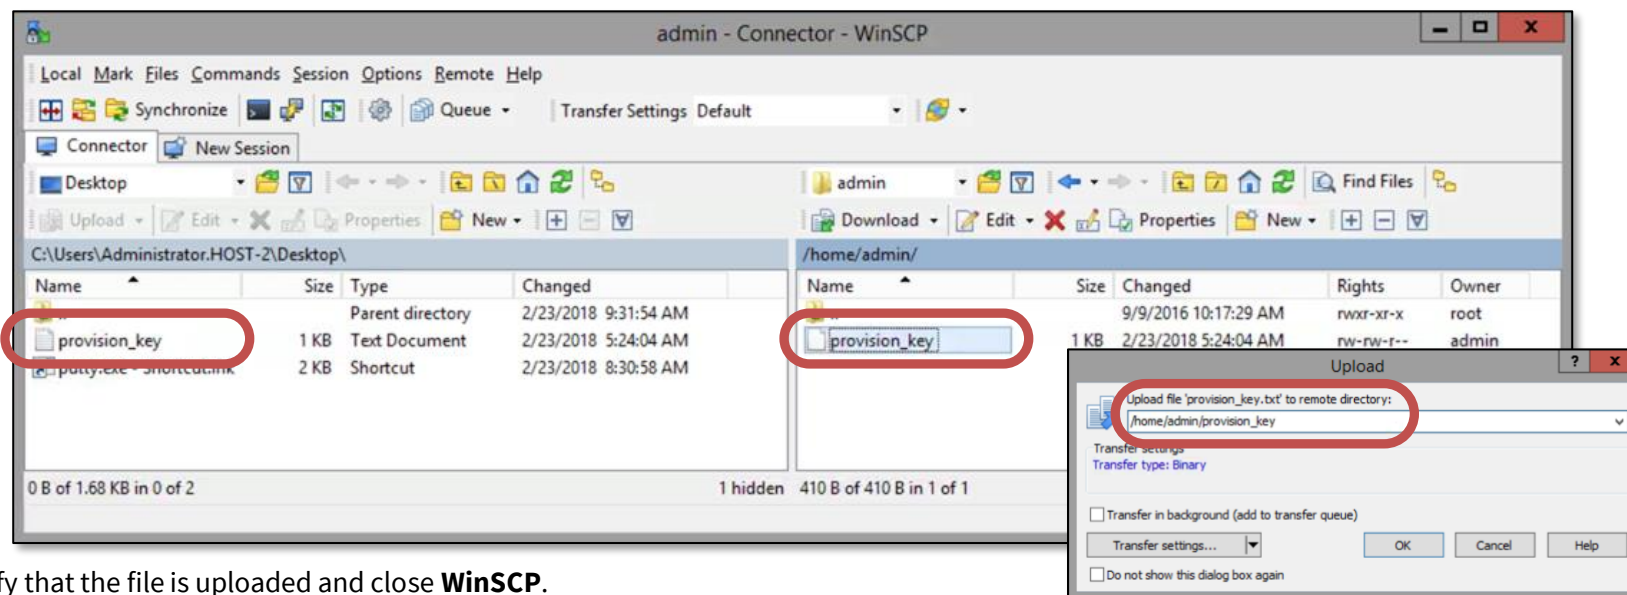 admin - Connector - WinSCP
Local Mark Files Commands Session Options Remote Help
Synchronize Queue Transfer Settings Default
Connector New Session
Desktop
admin Find Files
Upload Edit Properties New
Download Edit Properties New
C:\Users\Administrator.HOST-2\Desktop\
/home/admin/
Name Size Type Changed
Parent directory 2/23/2018 9:31:54 AM
provision_key 1 KB Text Document 2/23/2018 5:24:04 AM
putty.exe - Shortcut.lnk 2 KB Shortcut 2/23/2018 8:30:58 AM
0 B of 1.68 KB in 0 of 2 1 hidden
Name Size Changed Rights Owner
9/9/2016 10:17:29 AM rwxr-xr-x root
provision_key 1 KB 2/23/2018 5:24:04 AM rw-rw-r-- admin
410 B of 410 B in 1 of 1
Upload ? x
Upload file 'provision_key.txt' to remote directory:
/home/admin/provision_key
Transfer settings
Transfer type: Binary
Transfer in background (add to transfer queue)
Transfer settings... OK Cancel Help
Do not show this dialog box again
fy that the file is uploaded and close WinSCP.